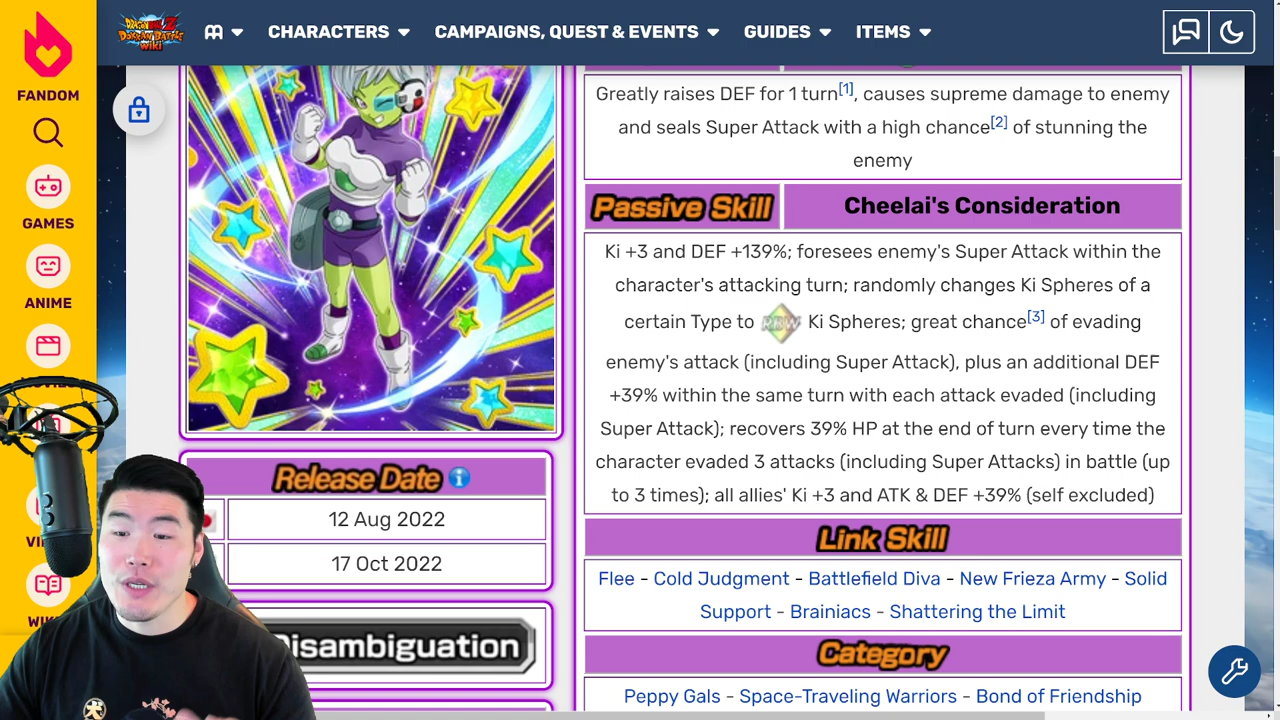 DRAGON BALL Z
DOKKAN BATTLE
WIKI
CHARACTERS
CAMPAIGNS, QUEST & EVENTS
GUIDES
ITEMS
FANDOM
GAMES
ANIME
Greatly raises DEF for 1 turn[1], causes supreme damage to enemy
and seals Super Attack with a high chance[2] of stunning the
enemy
Passive Skill
Cheelai's Consideration
Ki +3 and DEF +139%; foresees enemy's Super Attack within the
character's attacking turn; randomly changes Ki Spheres of a
certain Type to RBW Ki Spheres; great chance[3] of evading
enemy's attack (including Super Attack), plus an additional DEF
+39% within the same turn with each attack evaded (including
Super Attack); recovers 39% HP at the end of turn every time the
character evaded 3 attacks (including Super Attacks) in battle (up
to 3 times); all allies' Ki +3 and ATK & DEF +39% (self excluded)
Link Skill
Flee - Cold Judgment - Battlefield Diva - New Frieza Army - Solid
Support - Brainiacs - Shattering the Limit
Category
Peppy Gals - Space-Traveling Warriors - Bond of Friendship
Release Date
12 Aug 2022
17 Oct 2022
isambiguation